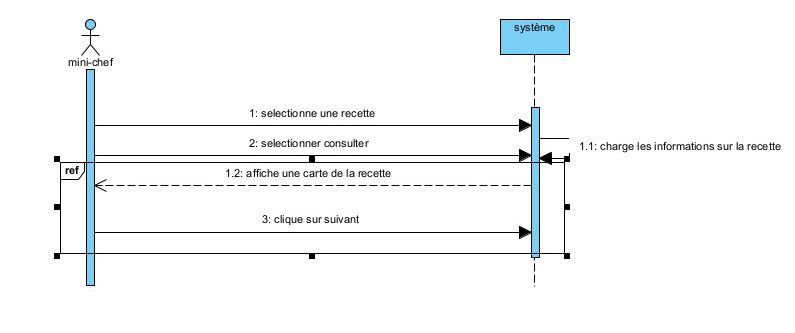 système
mini-chef
1: selectionne une recette
2: selectionner consulter
1.1: charge les informations sur la recette
ref
1.2: affiche une carte de la recette
3: clique sur suivant